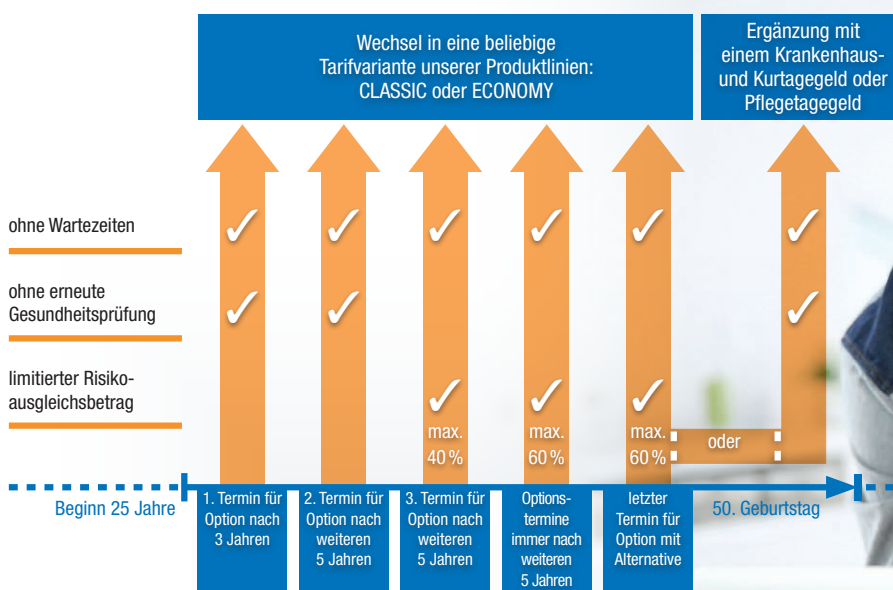 Wechsel in eine beliebige
Tarifvariante unserer Produktlinien:
CLASSIC oder ECONOMY
Ergänzung mit
einem Krankenhaus-
und Kurtagegeld oder
Pflegetagegeld
ohne Wartezeiten
ohne erneute
Gesundheitsprüfung
limitierter Risiko-
ausgleichsbetrag
max.
40 %
max.
60 %
max.
60 %
oder
Beginn 25 Jahre
1. Termin für
Option nach
3 Jahren
2. Termin für
Option nach
weiteren
5 Jahren
3. Termin für
Option nach
weiteren
5 Jahren
Options-
termine
immer nach
weiteren
5 Jahren
letzter
Termin für
Option mit
Alternative
50. Geburtstag